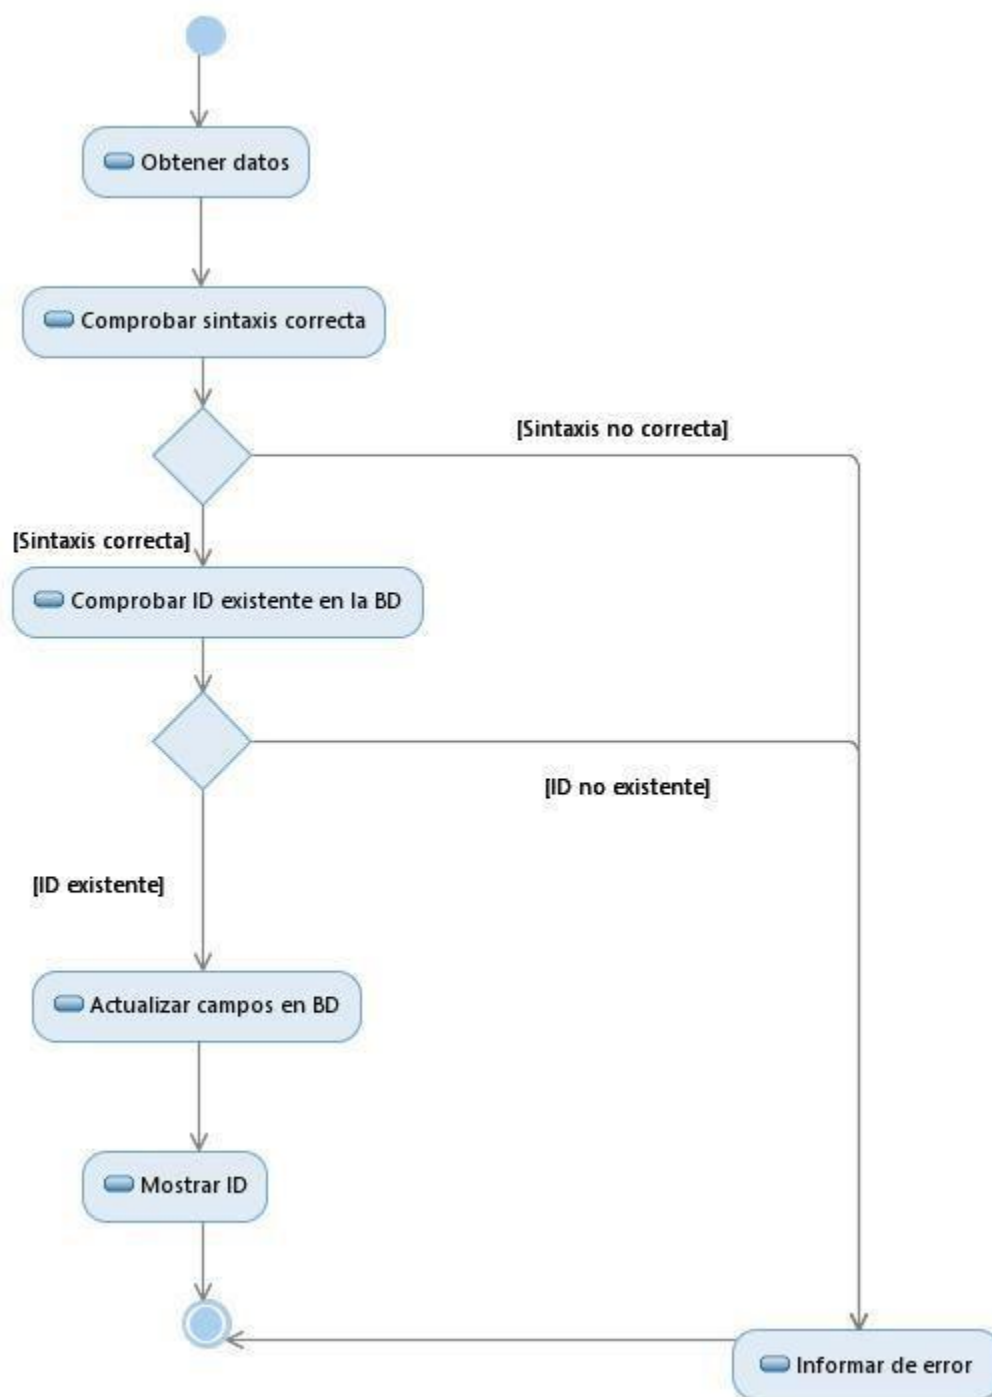 Obtener datos
Comprobar sintaxis correcta
[Sintaxis no correcta]
[Sintaxis correcta]
Comprobar ID existente en la BD
[ID no existente]
[ID existente]
Actualizar campos en BD
Mostrar ID
Informar de error